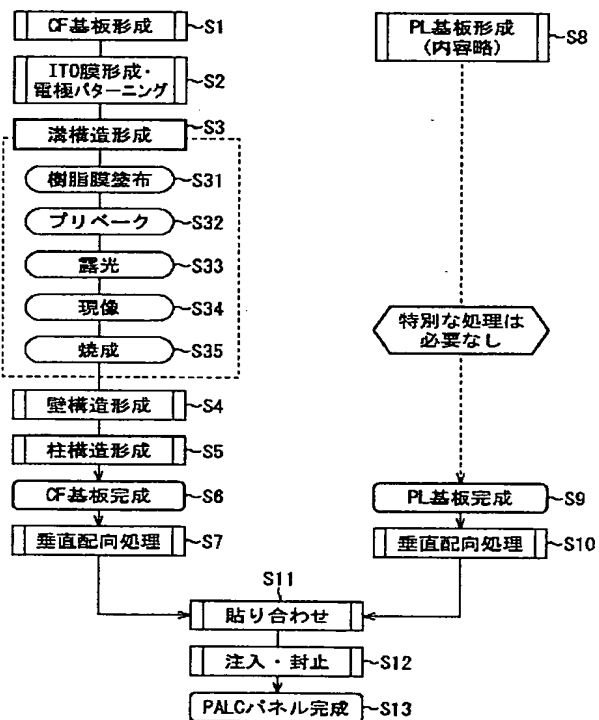 CF基板形成
S1
ITO膜形成・
電極パターニング
S2
溝構造形成
S3
樹脂膜塗布
S31
プリベーク
S32
露光
S33
現像
S34
焼成
S35
壁構造形成
S4
柱構造形成
S5
CF基板完成
S6
垂直配向処理
S7
PL基板形成
(内容略)
S8
特別な処理は
必要なし
PL基板完成
S9
垂直配向処理
S10
S11
貼り合わせ
注入・封止
S12
PALCパネル完成
S13